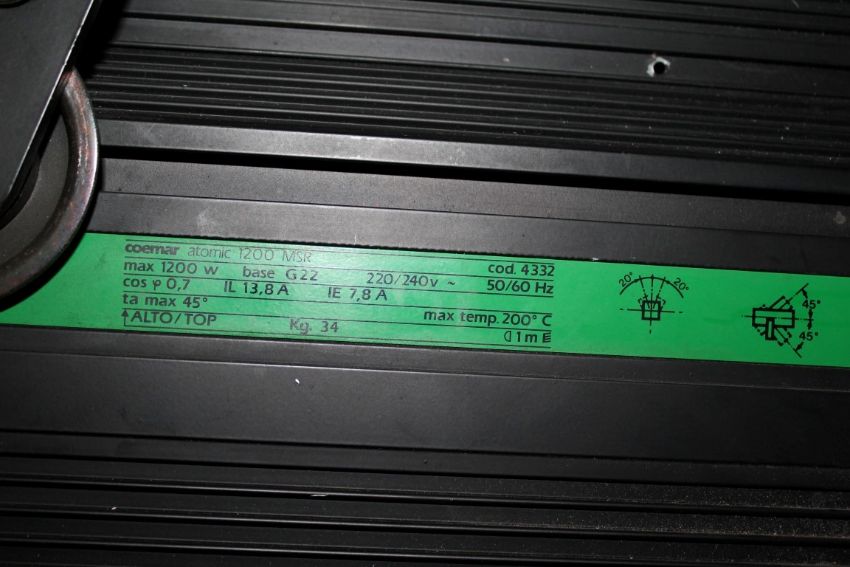 coemar atomic 1200 MSR cod. 4332
max 1200 W base G22 220/240v ~ 50/60 Hz
cos φ 0,7 IL 13,8 A IE 7,8 A
ta max 45° max temp. 200° C
↑ALTO/TOP Kg. 34 1m
20° 20°
45°
45°